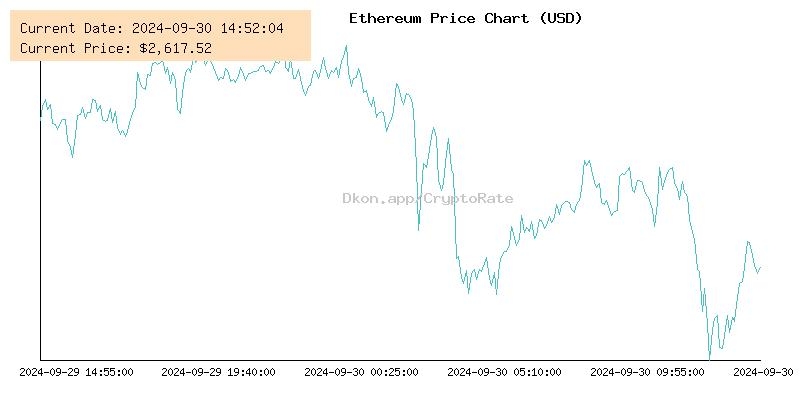 Ethereum Price Chart (USD)
Current Date: 2024-09-30 14:52:04
Current Price: $2,617.52
Dkon.app/CryptoRate
2024-09-29 14:55:00 2024-09-29 19:40:00 2024-09-30 00:25:00 2024-09-30 05:10:00 2024-09-30 09:55:00 2024-09-30